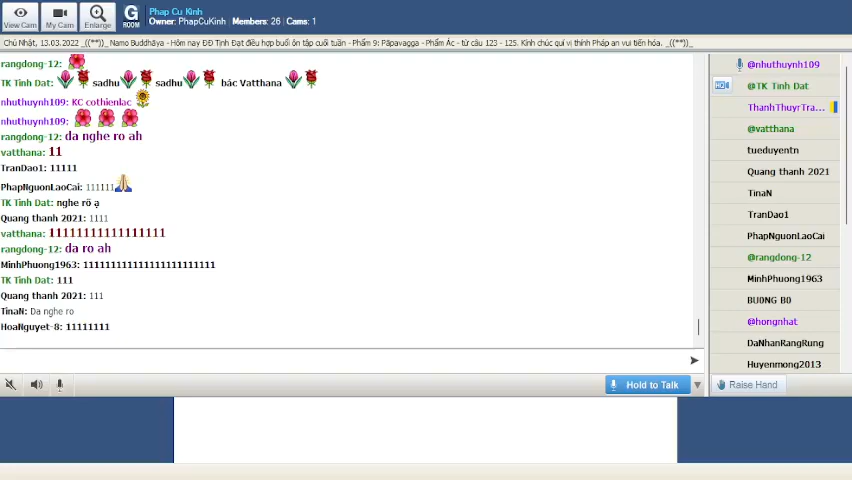 View Cam
My Cam
Enlarge
G
ROOM
Phap Cu Kinh
Owner: PhapCuKinh Members: 26 | Cams: 1
Chủ Nhật, 13.03.2022 _((**)_ Namo Buddhāya - Hôm nay ĐĐ Tịnh Đạt điều hợp buổi ôn tập cuối tuần - Phẩm 9: Pāpavagga - Phẩm Ác - từ câu 123 - 125. Kính chúc quí vị thính Pháp an vui tiến hóa. _((**)_
rangdong-12:
TK Tinh Dat: sadhu sadhu bác Vatthana
nhuthuynh109: KC cothienlac
nhuthuynh109:
rangdong-12: da nghe ro ah
vatthana: 11
TranDao1: 11111
PhapNguonLaoCai: 111111
TK Tinh Dat: nghe rõ ạ
Quang thanh 2021: 1111
vatthana: 11111111111111111
rangdong-12: da ro ah
MinhPhuong1963: 11111111111111111111111
TK Tinh Dat: 111
Quang thanh 2021: 111
TinaN: Da nghe ro
HoaNguyet-8: 11111111
@nhuthuynh109
HD
@TK Tinh Dat
ThanhThuyrTra...
@vatthana
tueduyentn
Quang thanh 2021
TinaN
TranDao1
PhapNguonLaoCai
@rangdong-12
MinhPhuong1963
BU0NG B0
@hongnhat
DaNhanRangRung
Huyenmong2013
Hold to Talk
Raise Hand